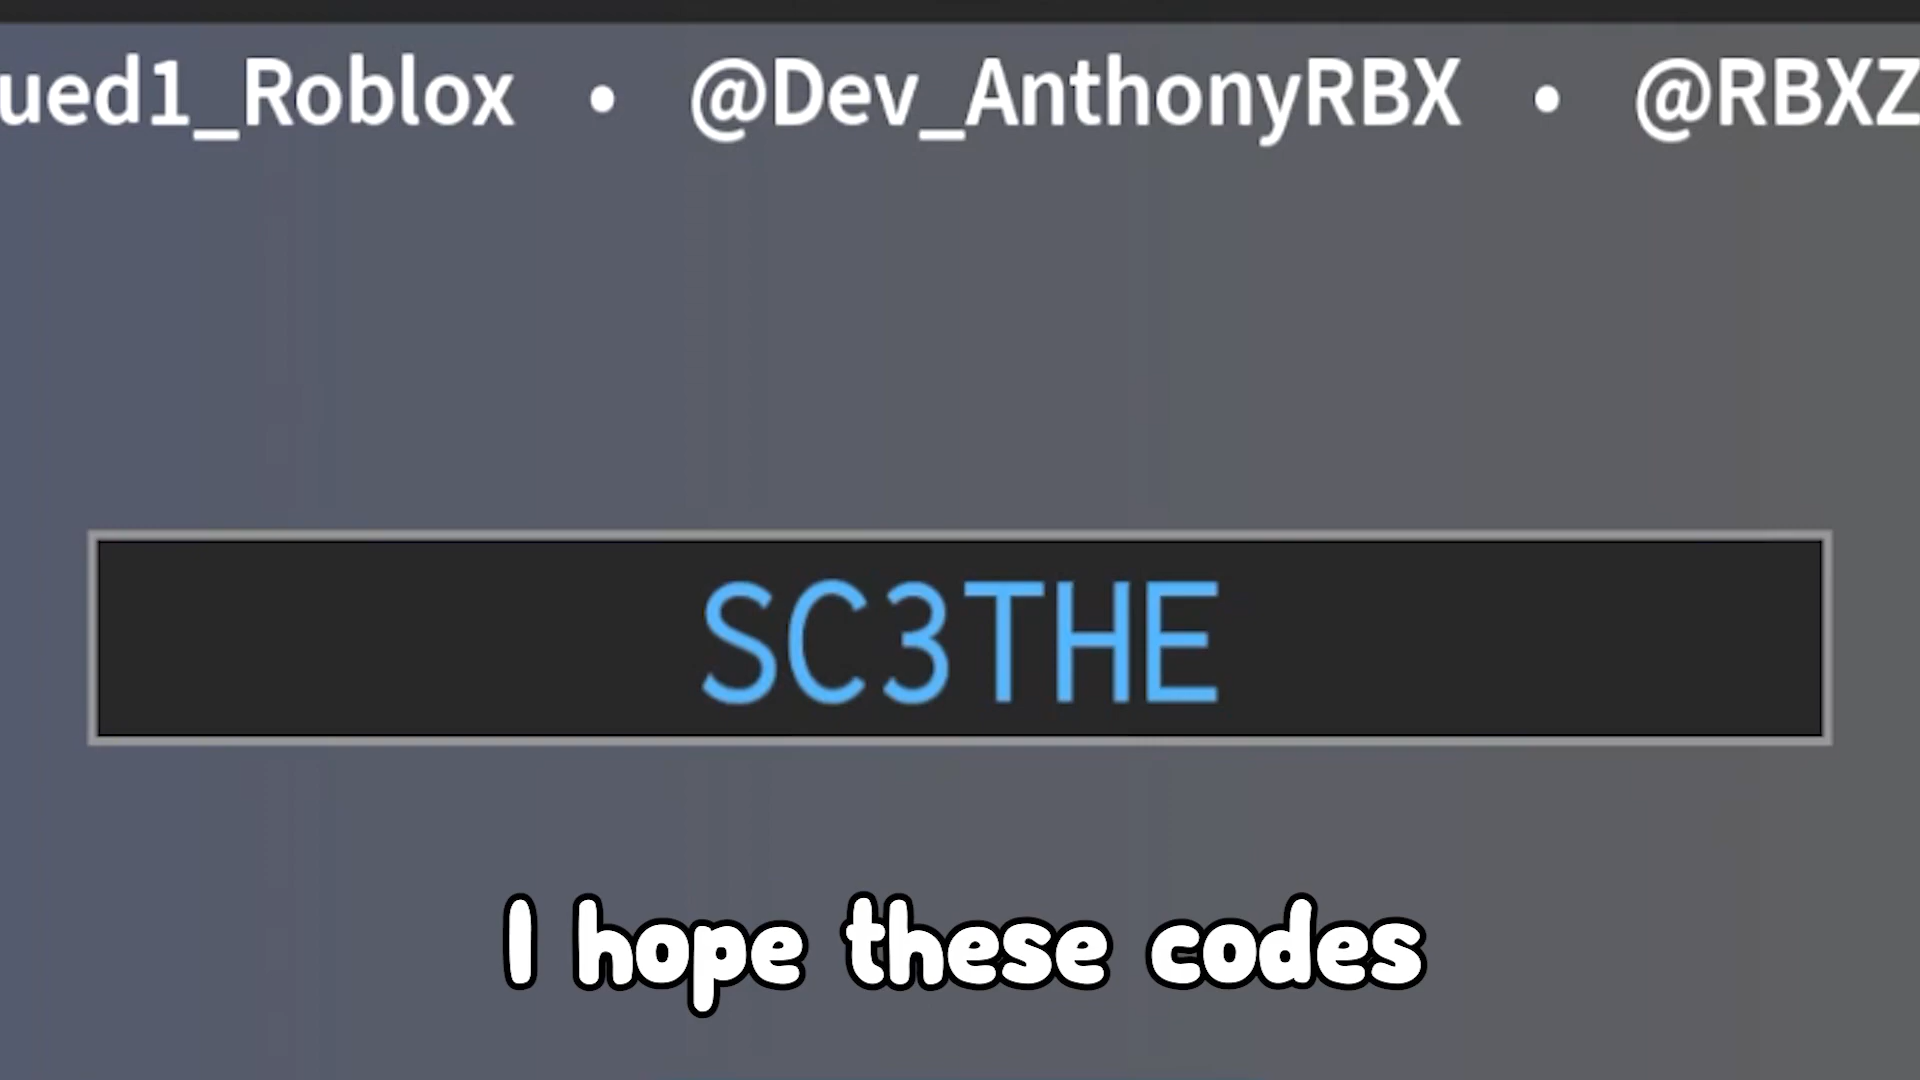 ued1_Roblox • @Dev_AnthonyRBX • @RBXZ
SC3THE
I hope these codes